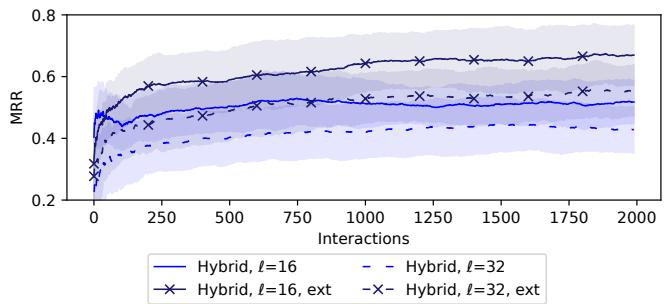 0.8
0.6
0.4
0.2
MRR
0 250 500 750 1000 1250 1500 1750 2000
Interactions
Hybrid, ℓ=16 Hybrid, ℓ=32
Hybrid, ℓ=16, ext Hybrid, ℓ=32, ext